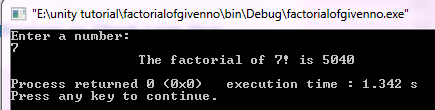 "E:\unity tutorial\factorialofgivenno\bin\Debug\factorialofgivenno.exe"
Enter a number:
7
The factorial of 7! is 5040
Process returned 0 (0x0)   execution time : 1.342 s
Press any key to continue.